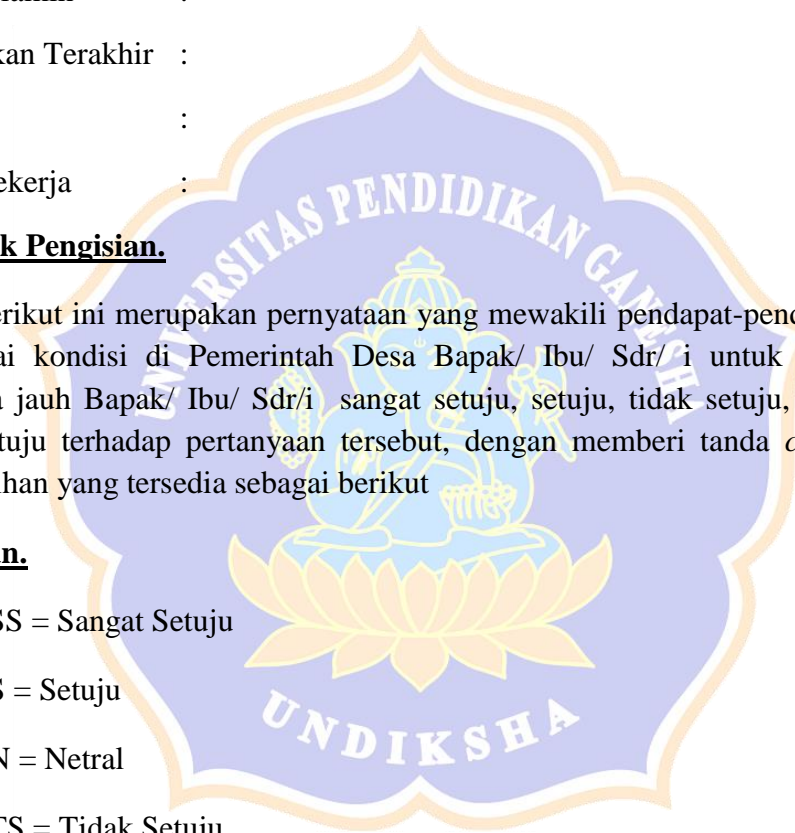 kan Terakhir :
:
ekerja :
k Pengisian.
erikut ini merupakan pernyataan yang mewakili pendapat-pend
ai kondisi di Pemerintah Desa Bapak/ Ibu/ Sdr/ i untuk
jauh Bapak/ Ibu/ Sdr/i sangat setuju, setuju, tidak setuju,
tuju terhadap pertanyaan tersebut, dengan memberi tanda c
ihan yang tersedia sebagai berikut
n.
SS = Sangat Setuju
S = Setuju
N = Netral
TS = Tidak Setuju
UNIVERSITAS PENDIDIKAN GANESHA
UNDIKSHA